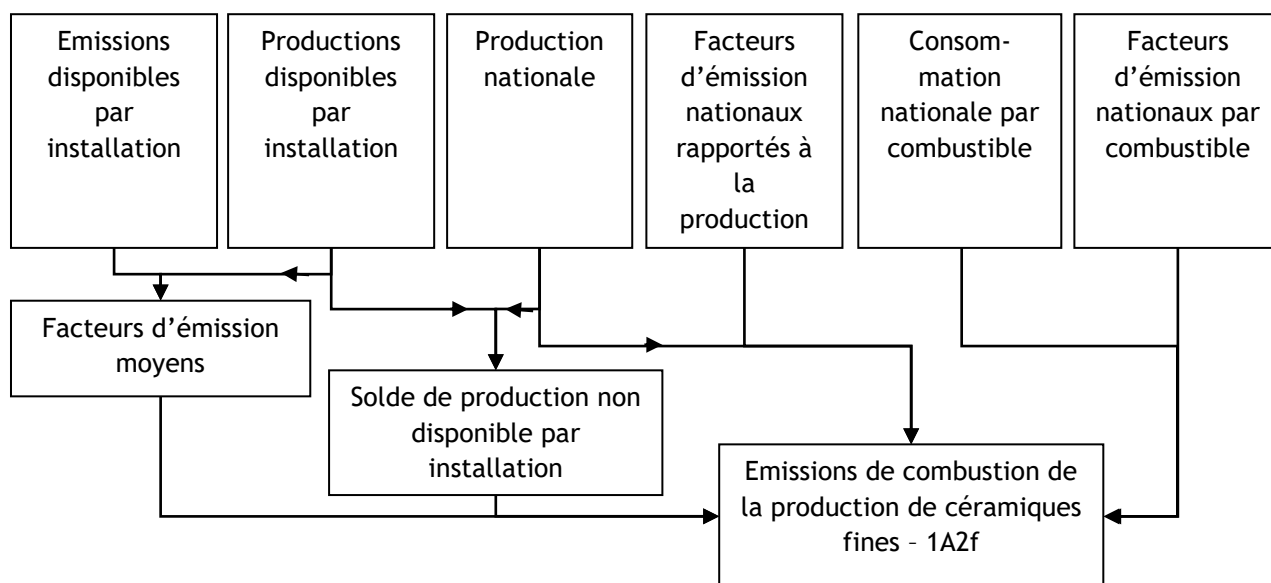 Emissions
disponibles
par
installation
Productions
disponibles
par
installation
Production
nationale
Facteurs
d’émission
nationaux
rapportés à
la
production
Consom-
mation
nationale par
combustible
Facteurs
d’émission
nationaux par
combustible
Facteurs d’émission
moyens
Solde de production non
disponible par
installation
Emissions de combustion de
la production de céramiques
fines – 1A2f